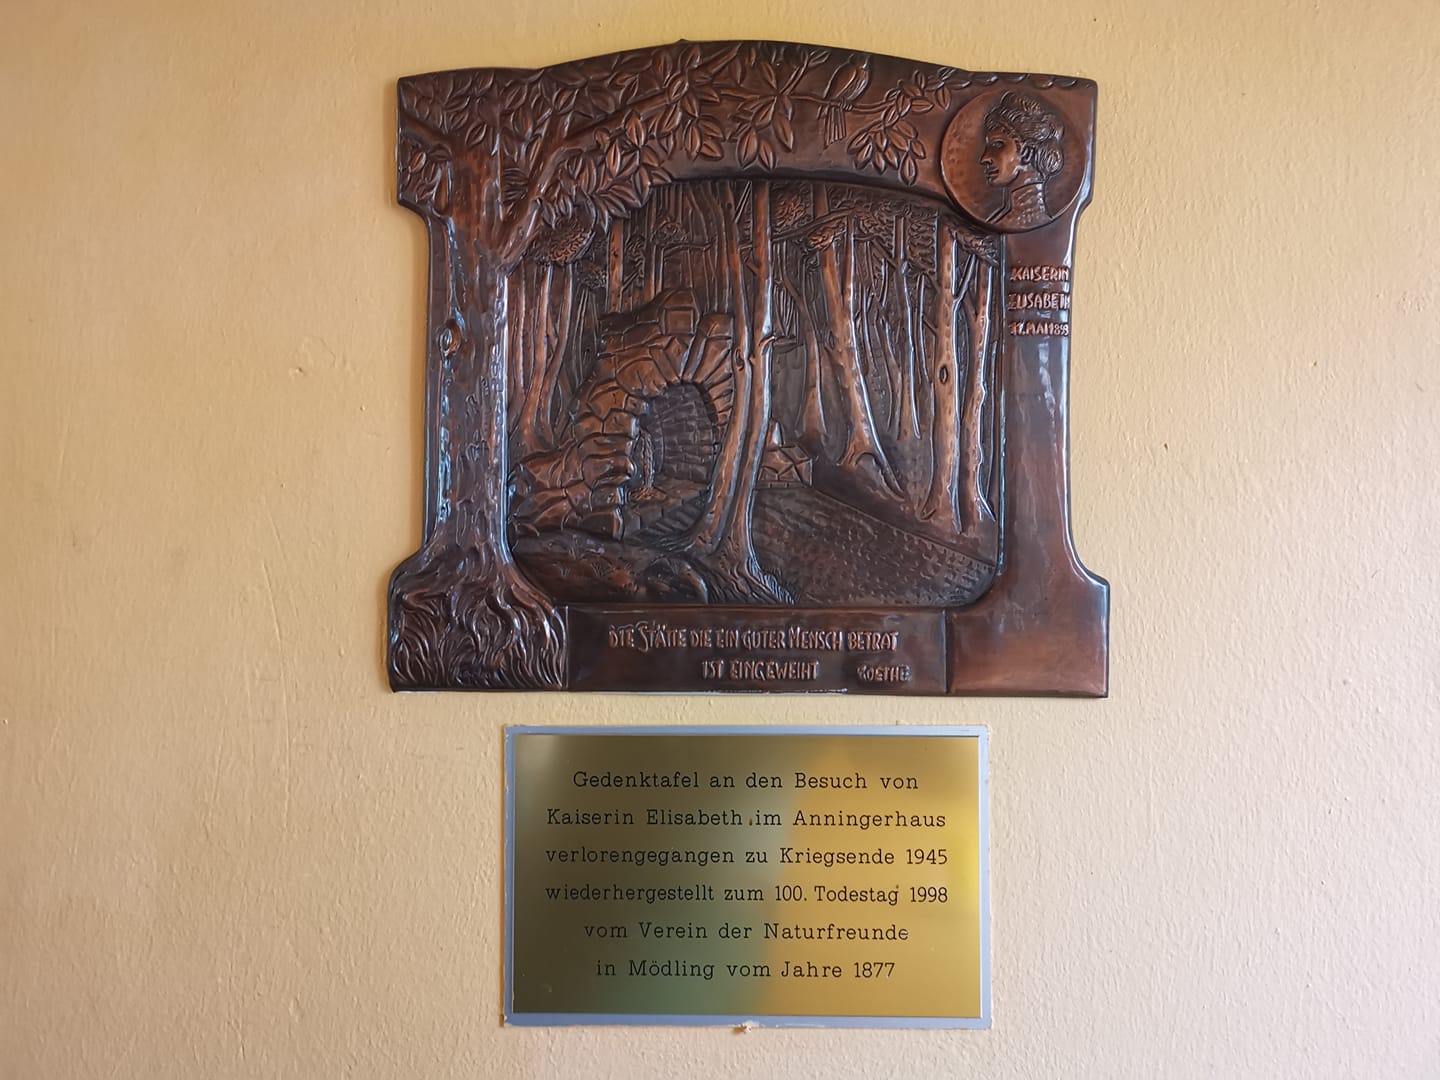 KAISERIN
ELISABETH
DIE STÄTTE DIE EIN GUTER MENSCH BETRAT
IST EINGEWEIHT GOETHE
Gedenktafel an den Besuch von
Kaiserin Elisabeth im Anningerhaus
verlorengegangen zu Kriegsende 1945
wiederhergestellt zum 100. Todestag 1998
vom Verein der Naturfreunde
in Mödling vom Jahre 1877